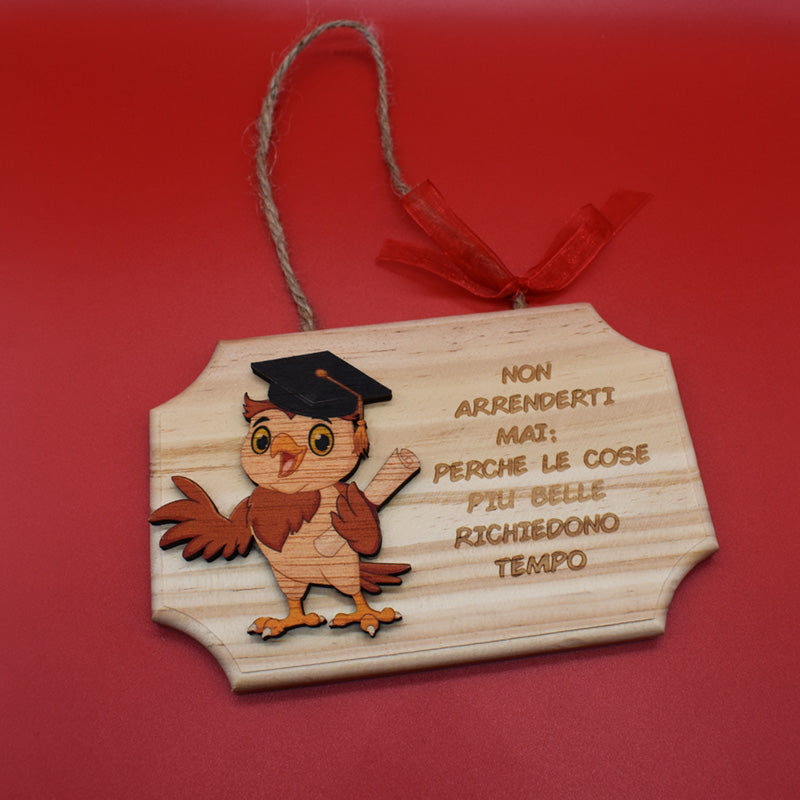 NON
ARRENDERTI
MAI:
PERCHE LE COSE
PIU BELLE
RICHIEDONO
TEMPO